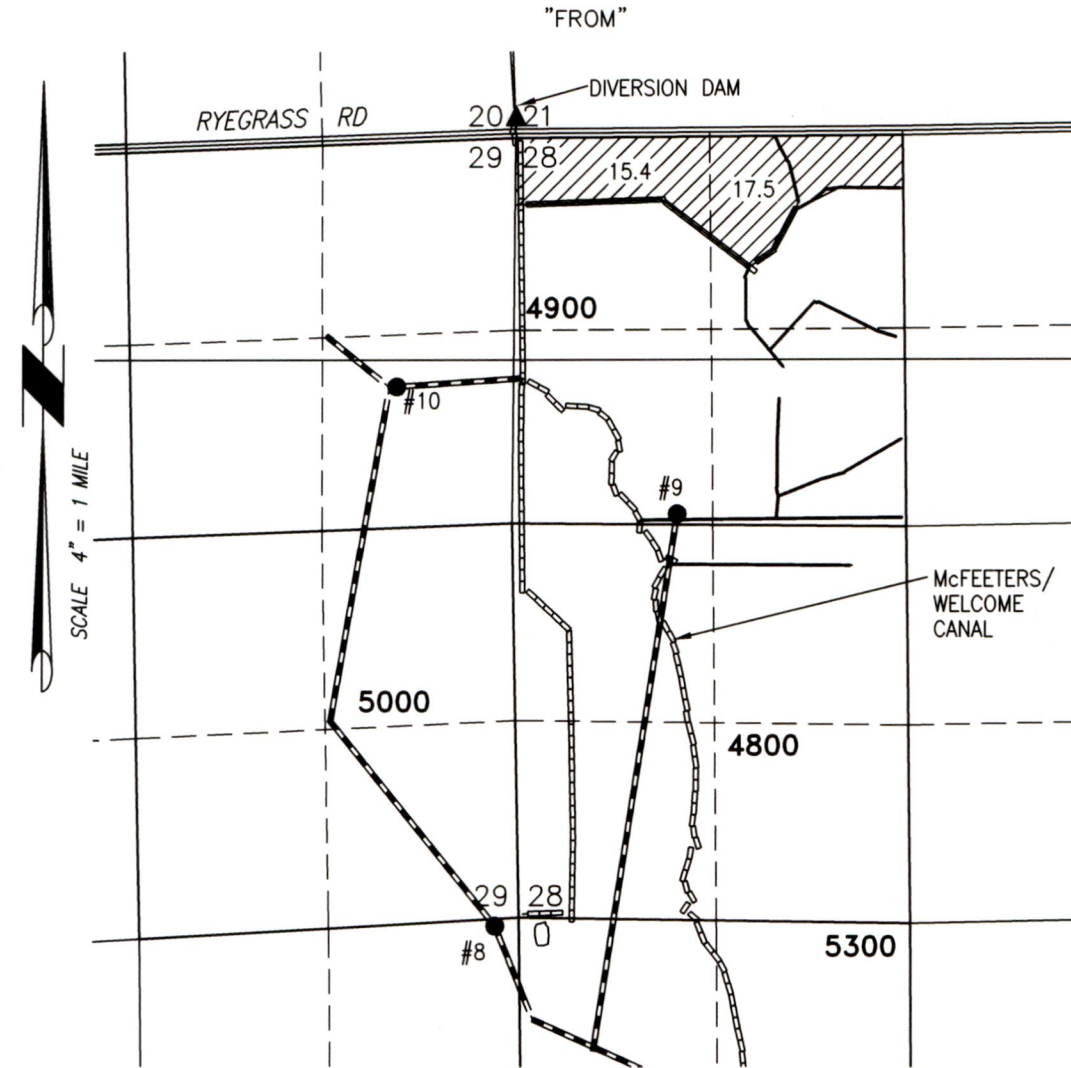 "FROM"
DIVERSION DAM
RYEGRASS RD
20 21
29 28
15.4
17.5
4900
#10
SCALE 4" = 1 MILE
#9
McFEETERS/
WELCOME
CANAL
5000
4800
29 28
#8
5300